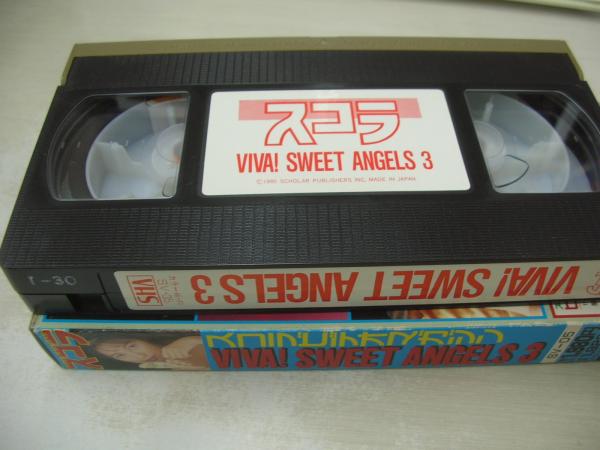 スコラ
VIVA! SWEET ANGELS 3
©1990 SCHOLAR PUBLISHERS INC, MADE IN JAPAN
T-30
VHS
VIVA! SWEET ANGELS 3
スコラ
VIVA! SWEET ANGELS 3